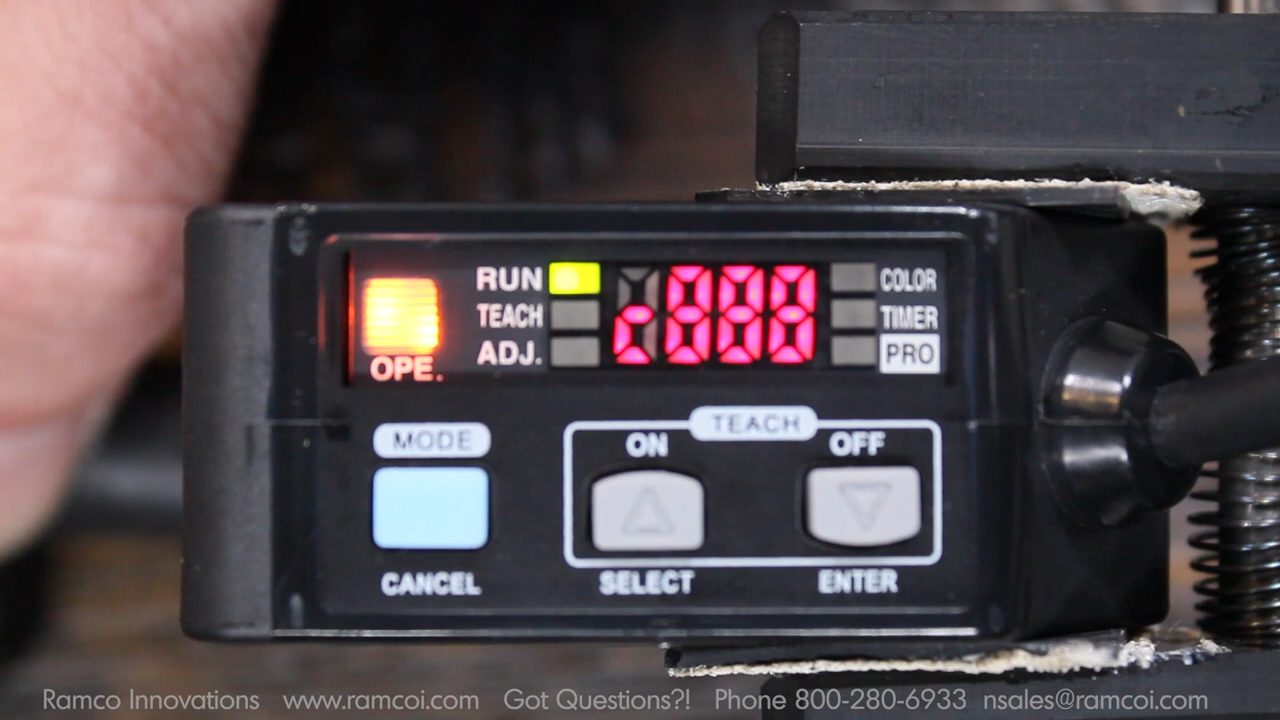 RUN
TEACH
ADJ.
OPE.
c888
COLOR
TIMER
PRO
MODE
CANCEL
TEACH
ON
OFF
SELECT
ENTER
Ramco Innovations www.ramcoi.com Got Questions?! Phone 800-280-6933 nsales@ramcoi.com